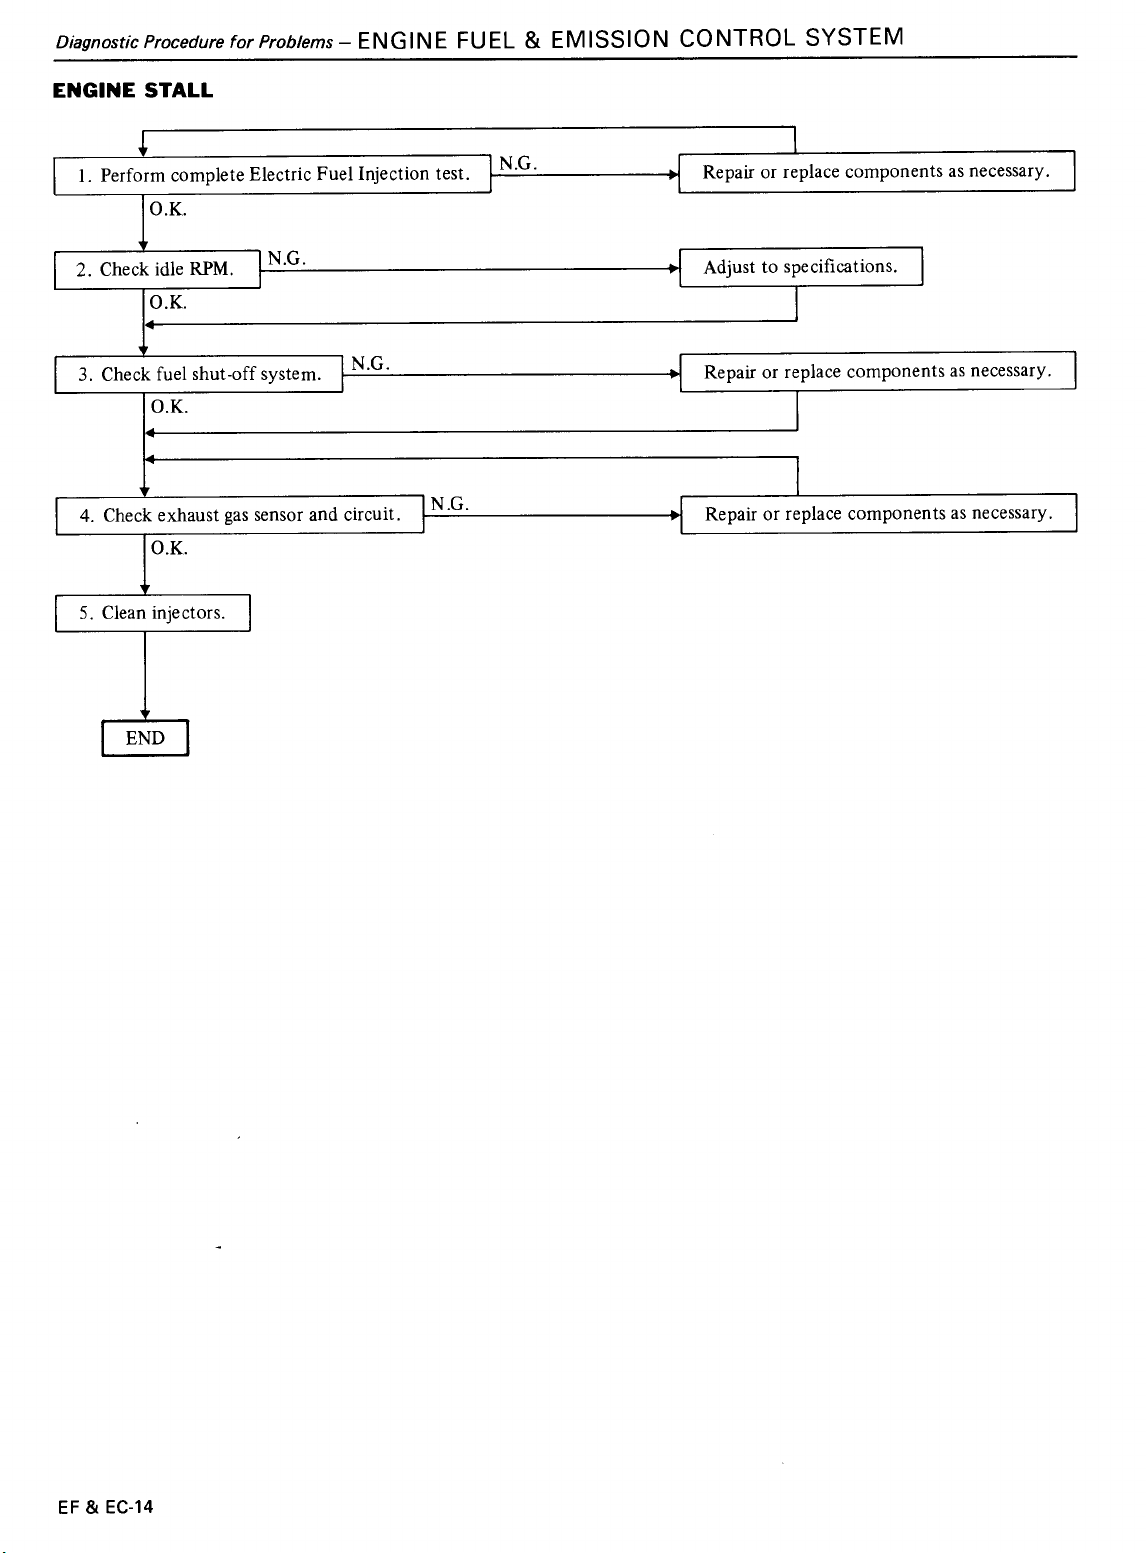 Diagnostic Procedure for Problems – ENGINE FUEL & EMISSION CONTROL SYSTEM
ENGINE STALL
1. Perform complete Electric Fuel Injection test.
N.G.
Repair or replace components as necessary.
O.K.
2. Check idle RPM.
N.G.
Adjust to specifications.
O.K.
3. Check fuel shut-off system.
N.G.
Repair or replace components as necessary.
O.K.
4. Check exhaust gas sensor and circuit.
N.G.
Repair or replace components as necessary.
O.K.
5. Clean injectors.
END
EF & EC-14